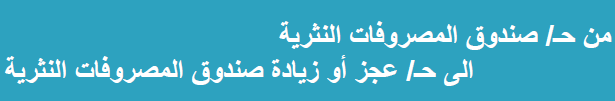 من حـ/ صندوق المصروفات النثرية
الى حـ/ عجز أو زيادة صندوق المصروفات النثرية